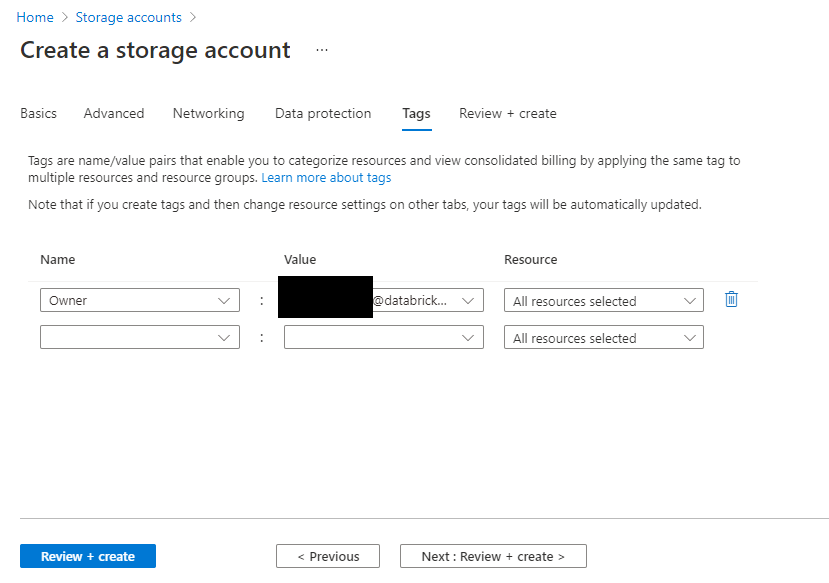 Home > Storage accounts >
Create a storage account ...
Basics Advanced Networking Data protection Tags Review + create
Tags are name/value pairs that enable you to categorize resources and view consolidated billing by applying the same tag to
multiple resources and resource groups. Learn more about tags
Note that if you create tags and then change resource settings on other tabs, your tags will be automatically updated.
Name Value Resource
Owner : @databrick... All resources selected
: All resources selected
Review + create < Previous Next : Review + create >